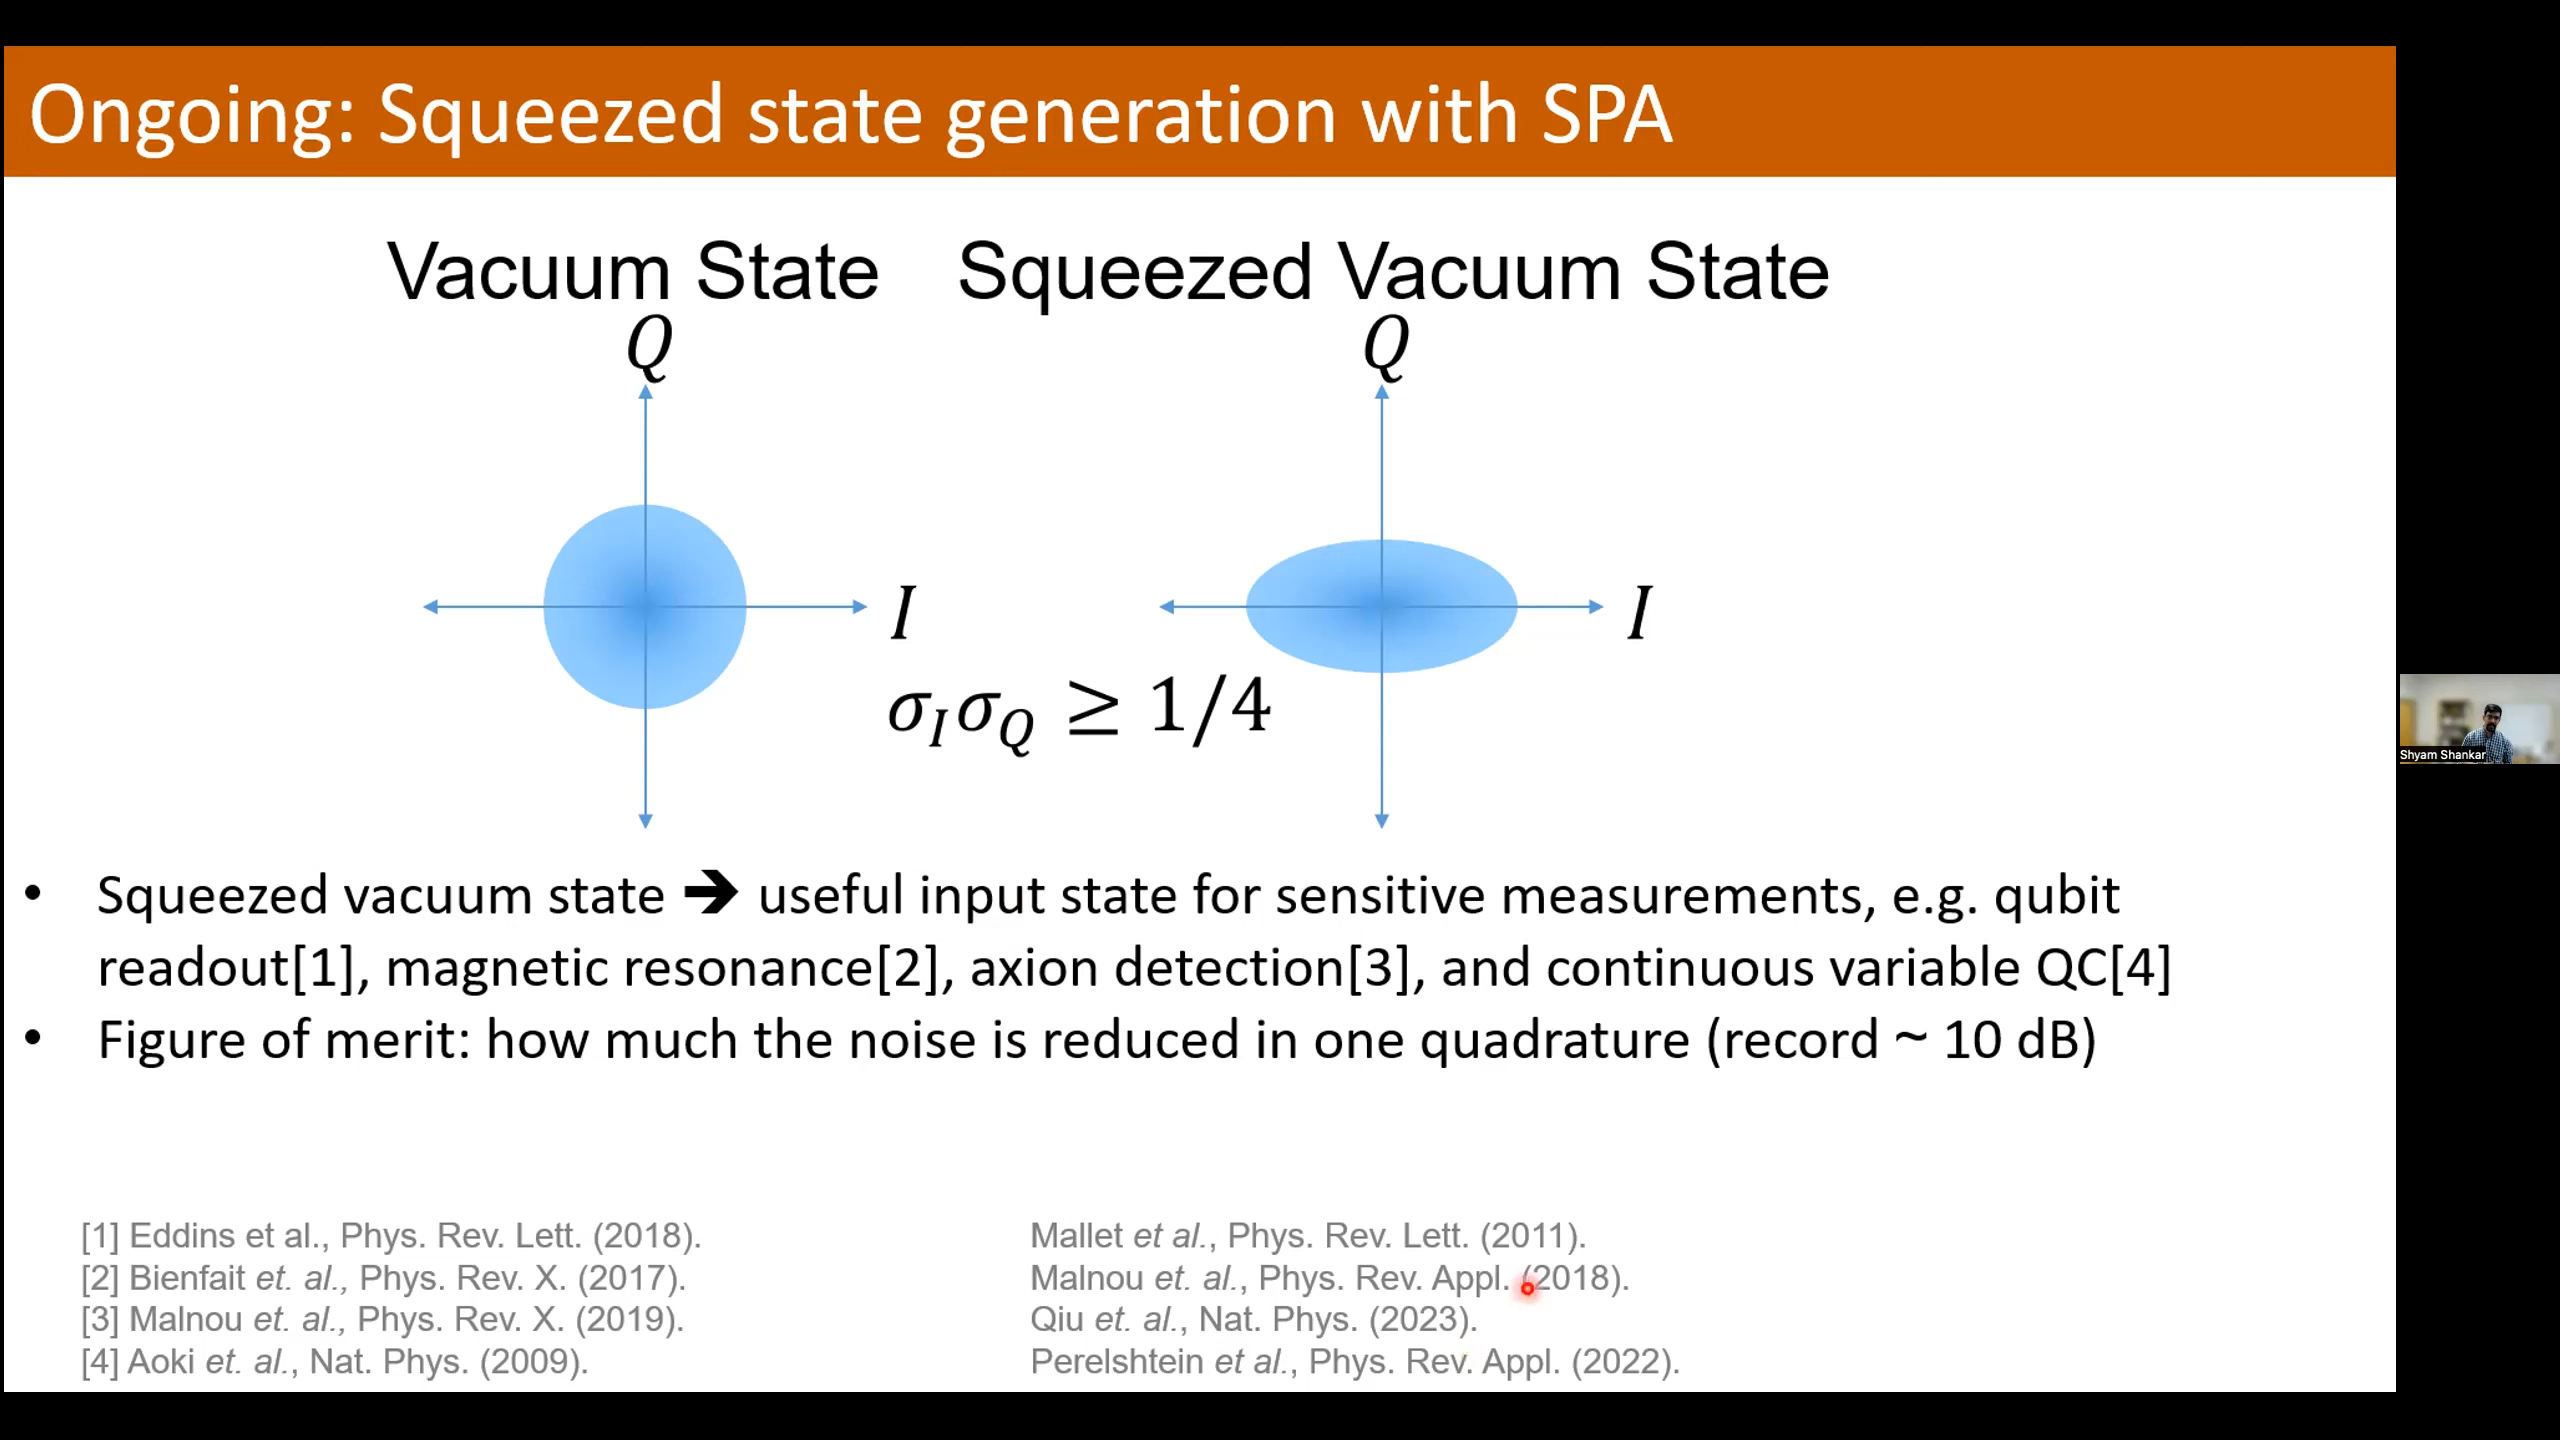 Ongoing: Squeezed state generation with SPA
Vacuum State
Squeezed Vacuum State
Q
Q
I
I
σ_I σ_Q ≥ 1/4
• Squeezed vacuum state ➔ useful input state for sensitive measurements, e.g. qubit
readout[1], magnetic resonance[2], axion detection[3], and continuous variable QC[4]
• Figure of merit: how much the noise is reduced in one quadrature (record ~ 10 dB)
[1] Eddins et al., Phys. Rev. Lett. (2018).
[2] Bienfait et. al., Phys. Rev. X. (2017).
[3] Malnou et. al., Phys. Rev. X. (2019).
[4] Aoki et. al., Nat. Phys. (2009).
Mallet et al., Phys. Rev. Lett. (2011).
Malnou et. al., Phys. Rev. Appl. (2018).
Qiu et. al., Nat. Phys. (2023).
Perelshtein et al., Phys. Rev. Appl. (2022).
Shyam Shankar